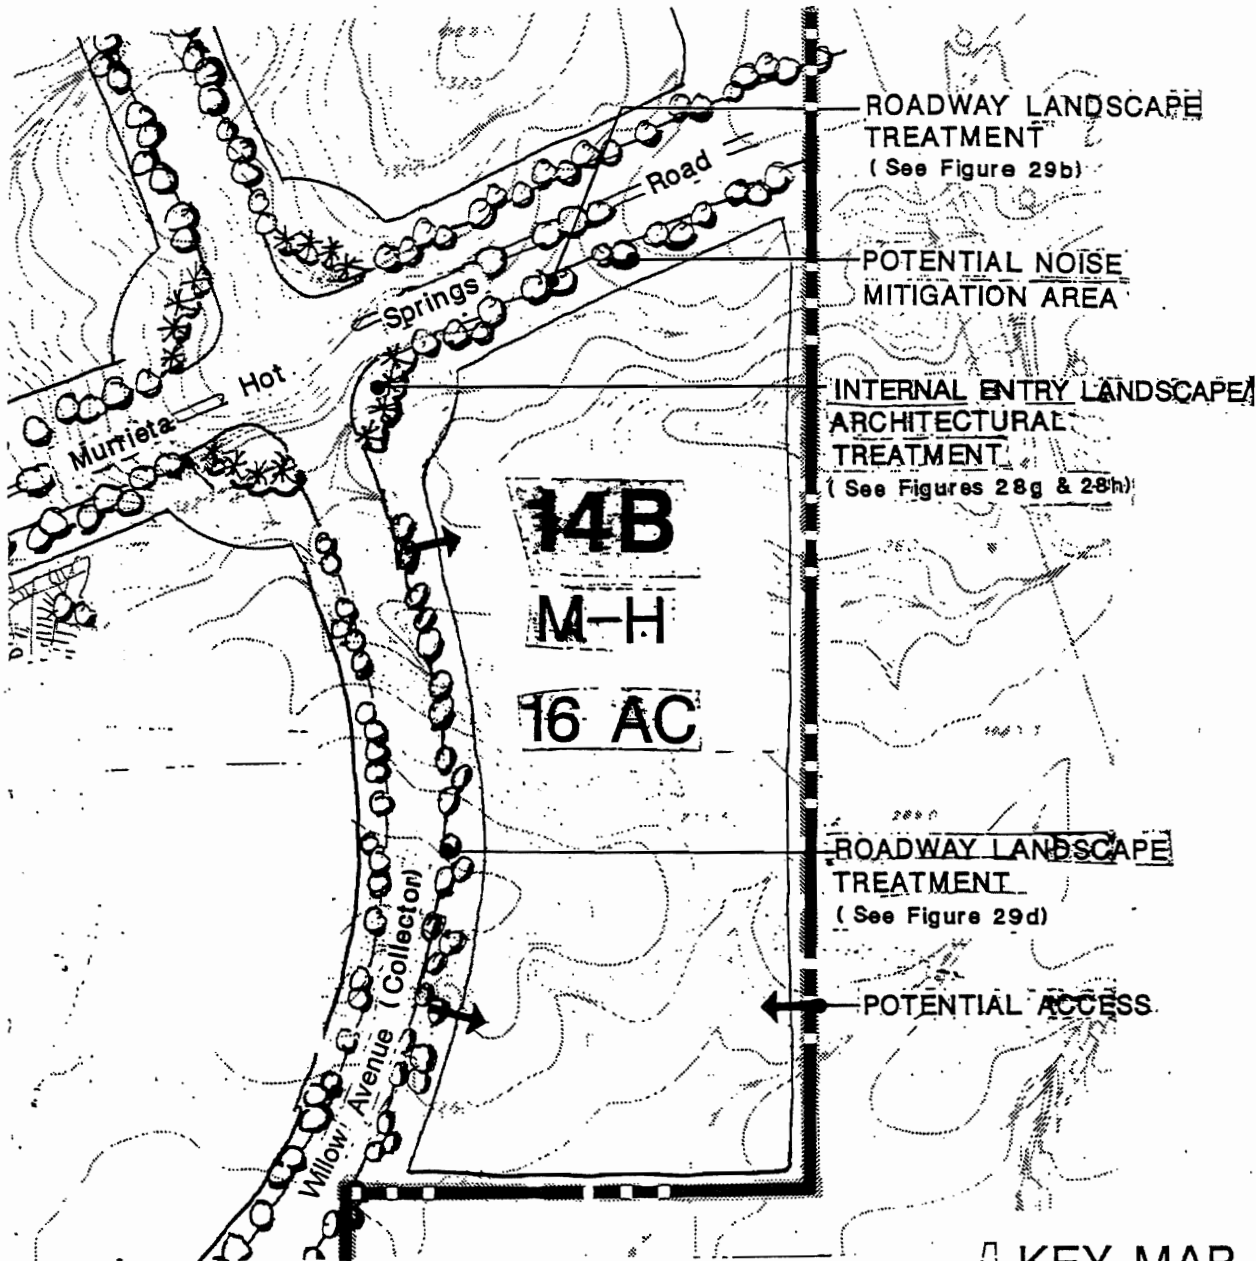 ROADWAY LANDSCAPE
TREATMENT
(See Figure 29b)
POTENTIAL NOISE
MITIGATION AREA
INTERNAL ENTRY LANDSCAPE/
ARCHITECTURAL
TREATMENT
(See Figures 28g & 28h)
Murrieta Hot Springs Road
14B
M-H
16 AC
ROADWAY LANDSCAPE
TREATMENT
(See Figure 29d)
POTENTIAL ACCESS
Willow Avenue (Collector)
KEY MAP